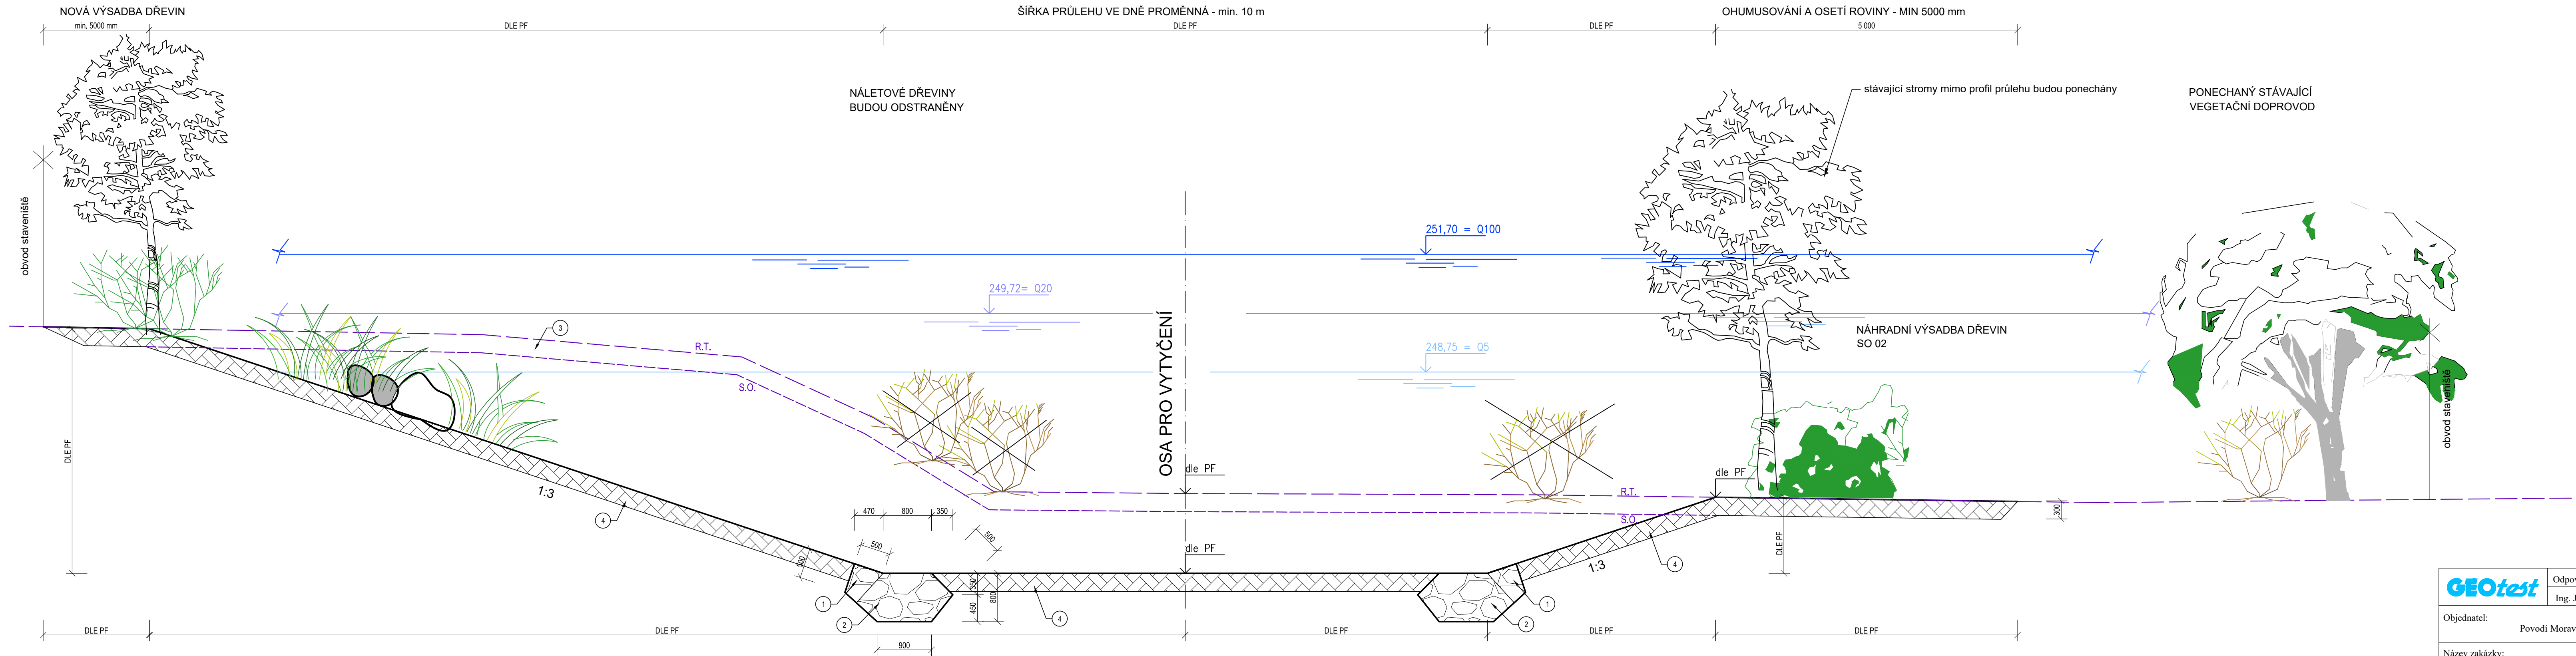 NOVÁ VÝSADBA DŘEVIN
ŠÍŘKA PRŮLEHU VE DNĚ PROMĚNNÁ - min. 10 m
OHUMUSOVÁNÍ A OSETÍ ROVINY - MIN 5000 mm
min. 5000 mm
DLE PF
DLE PF
DLE PF
5 000
NÁLETOVÉ DŘEVINY
BUDOU ODSTRANĚNY
stávající stromy mimo profil průlehu budou ponechány
PONECHANÝ STÁVAJÍCÍ
VEGETAČNÍ DOPROVOD
obvod staveniště
251,70 = Q100
249,72= Q20
248,75 = Q5
3
R.T.
S.O.
OSA PRO VYTYČENÍ
NÁHRADNÍ VÝSADBA DŘEVIN
SO 02
obvod staveniště
DLE PF
dle PF
dle PF
R.T.
S.O.
1:3
4
470
800
350
500
500
300
dle PF
350
450
800
1
2
4
1:3
4
1
2
DLE PF
300
DLE PF
DLE PF
DLE PF
DLE PF
DLE PF
900
GEOtest
Odpov
Ing. J
Objednatel:
Povodí Morav
Název zakázky: